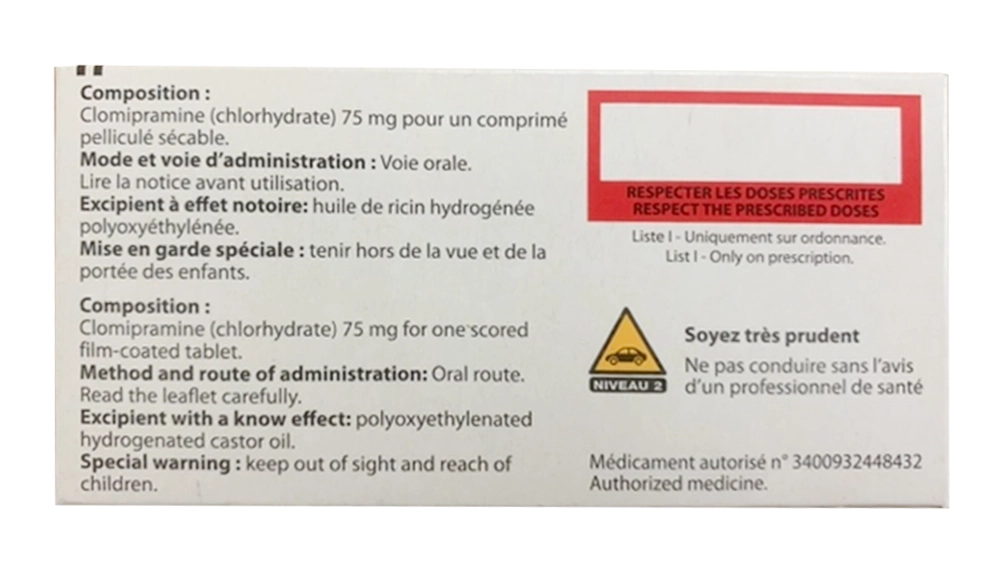 Composition :
Clomipramine (chlorhydrate) 75 mg pour un comprimé
pelliculé sécable.
Mode et voie d'administration : Voie orale.
Lire la notice avant utilisation.
Excipient à effet notoire: huile de ricin hydrogénée
polyoxyéthylénée.
Mise en garde spéciale : tenir hors de la vue et de la
portée des enfants.
Composition :
Clomipramine (chlorhydrate) 75 mg for one scored
film-coated tablet.
Method and route of administration: Oral route.
Read the leaflet carefully.
Excipient with a know effect: polyoxyethylenated
hydrogenated castor oil.
Special warning : keep out of sight and reach of
children.
RESPECTER LES DOSES PRESCRITES
RESPECT THE PRESCRIBED DOSES
Liste I - Uniquement sur ordonnance.
List I - Only on prescription.
NIVEAU 2
Soyez très prudent
Ne pas conduire sans l'avis
d'un professionnel de santé
Médicament autorisé n° 3400932448432
Authorized medicine.